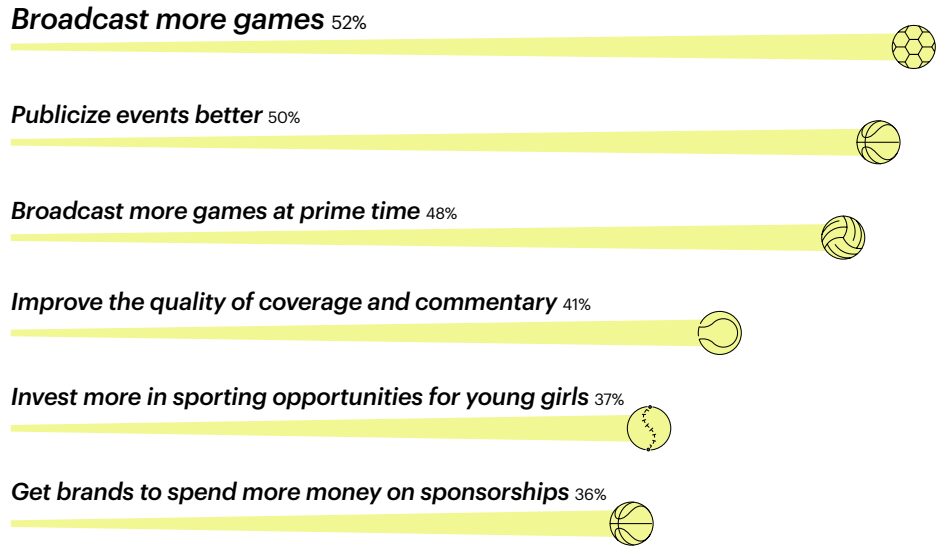 Broadcast more games 52%
Publicize events better 50%
Broadcast more games at prime time 48%
Improve the quality of coverage and commentary 41%
Invest more in sporting opportunities for young girls 37%
Get brands to spend more money on sponsorships 36%